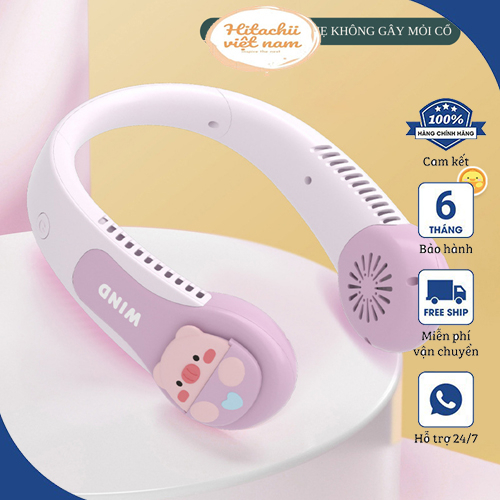 Hitachii
việt nam
Ẹ KHÔNG GÂY MỎI CỔ
100%
HÀNG CHÍNH HÃNG
Cam kết
6
THÁNG
Bảo hành
FREE SHIP
Miễn phí
vận chuyển
Hỗ trợ 24/7
WIND